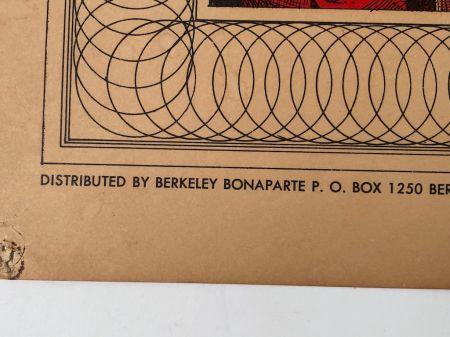 DISTRIBUTED BY BERKELEY BONAPARTE P. O. BOX 1250 BER